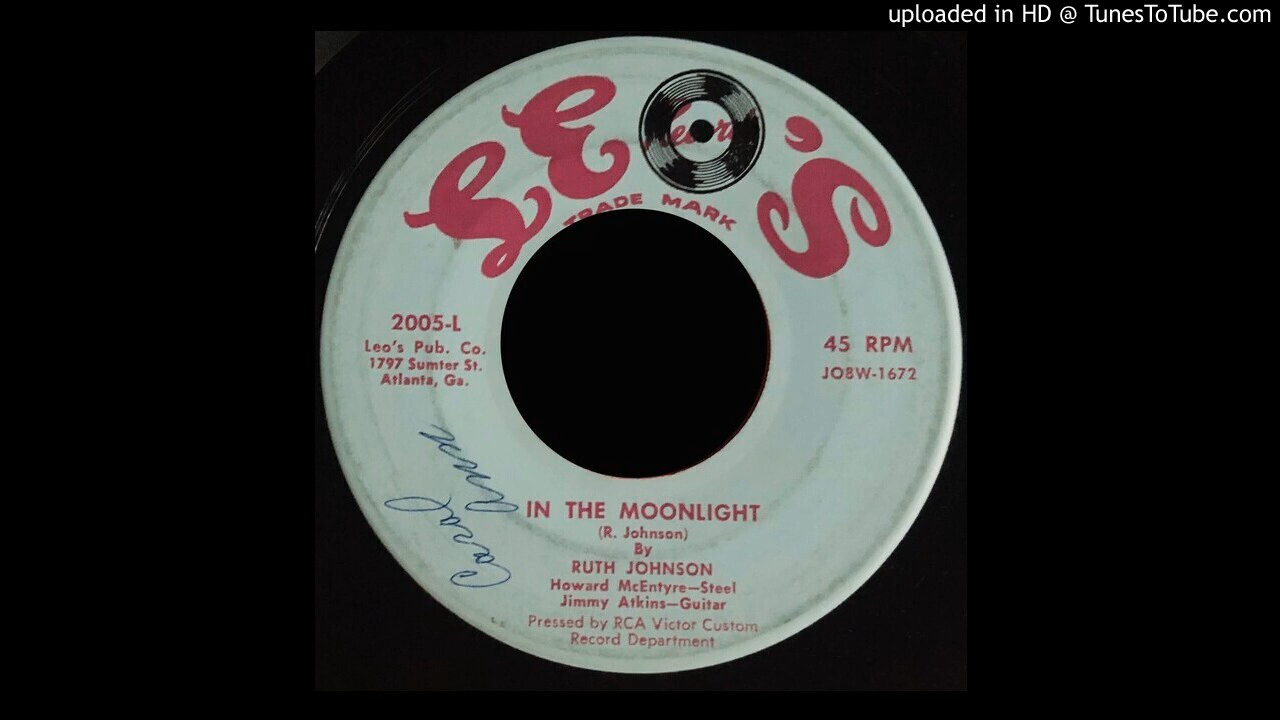 uploaded in HD @ TunesToTube.com
LEO'S
TRADE MARK
2005-L
Leo's Pub. Co.
1797 Sumter St.
Atlanta, Ga.
45 RPM
JO8W-1672
Carol Anne
IN THE MOONLIGHT
(R. Johnson)
By
RUTH JOHNSON
Howard McEntyre—Steel
Jimmy Atkins—Guitar
Pressed by RCA Victor Custom
Record Department